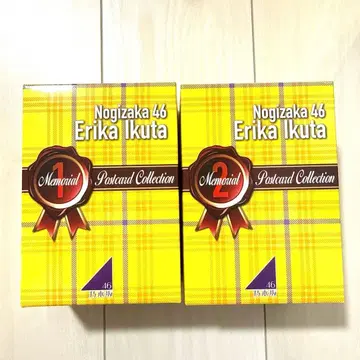 Nogizaka 46
Erika Ikuta
1
Memorial Postcard Collection
46
乃木坂
Nogizaka 46
Erika Ikuta
2
Memorial Postcard Collection
46
乃木坂